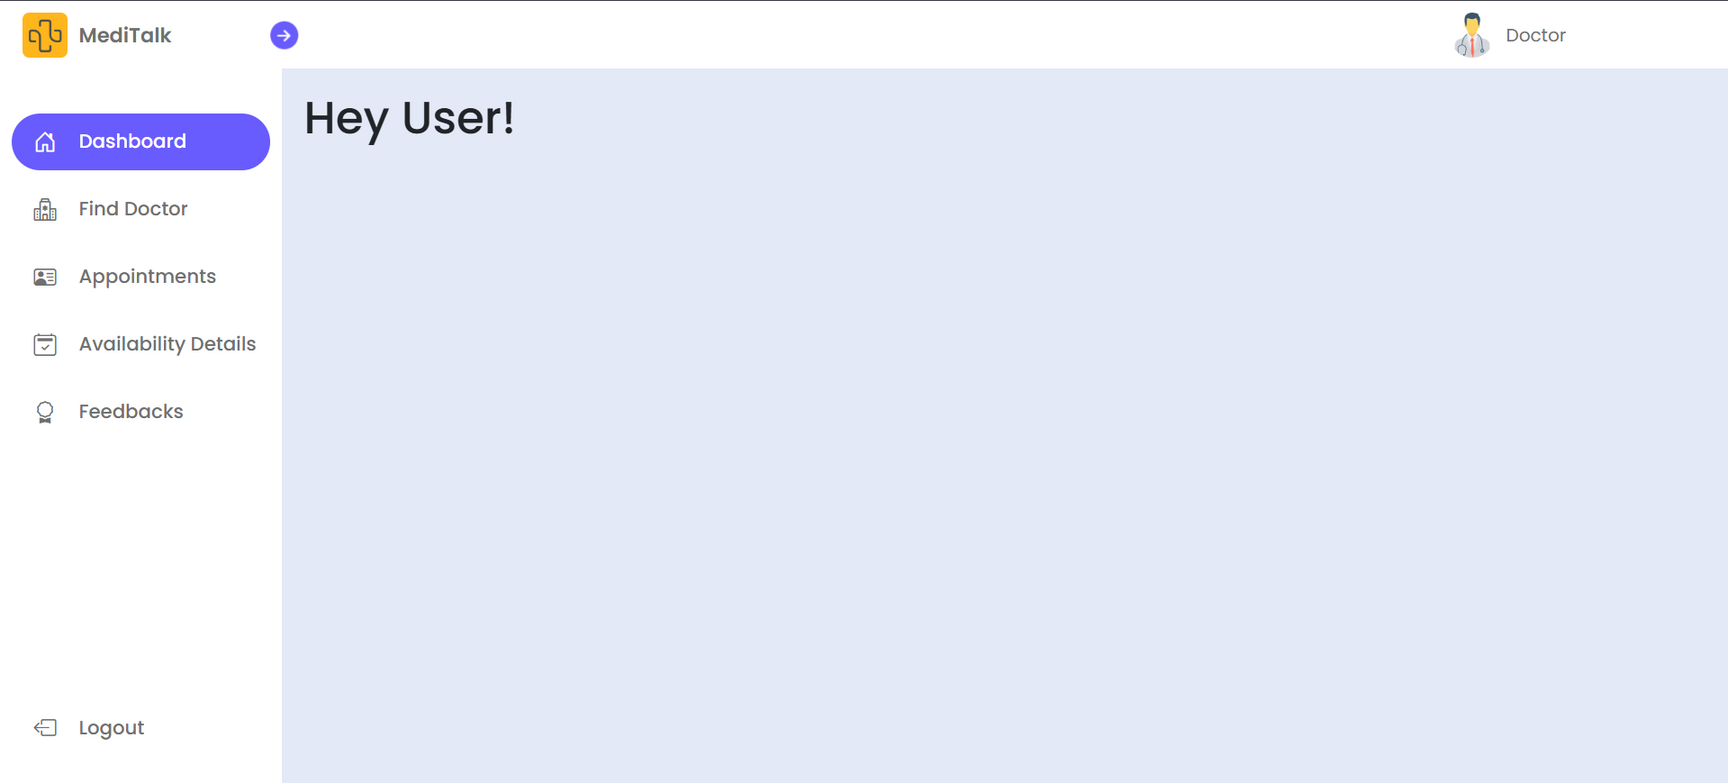 MediTalk
Doctor
Hey User!
Dashboard
Find Doctor
Appointments
Availability Details
Feedbacks
Logout